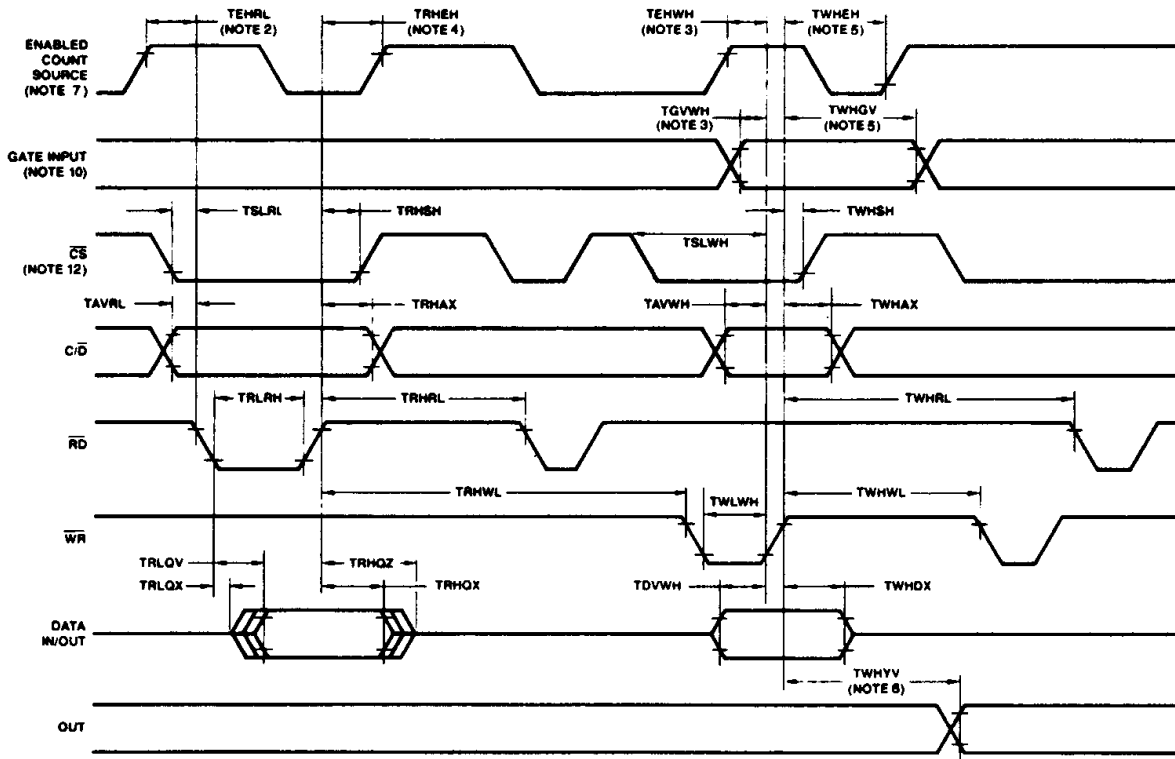 TEHRL
(NOTE 2)
TRHEH
(NOTE 4)
TEHWH
(NOTE 3)
TWHEH
(NOTE 5)
ENABLED
COUNT
SOURCE
(NOTE 7)
TGVWH
(NOTE 3)
TWHGV
(NOTE 5)
GATE INPUT
(NOTE 10)
TSLRL
TRHSH
TWHSH
TSLWH
CS
(NOTE 12)
TAVRL
TRHAX
TAVWH
TWHAX
C/D
TRLRH
TRHRL
TWHRL
RD
TRHWL
TWLWH
TWHWL
WR
TRLQV
TRHQZ
TRLQX
TRHQX
TDVWH
TWHDX
DATA
IN/OUT
TWHYV
(NOTE 6)
OUT